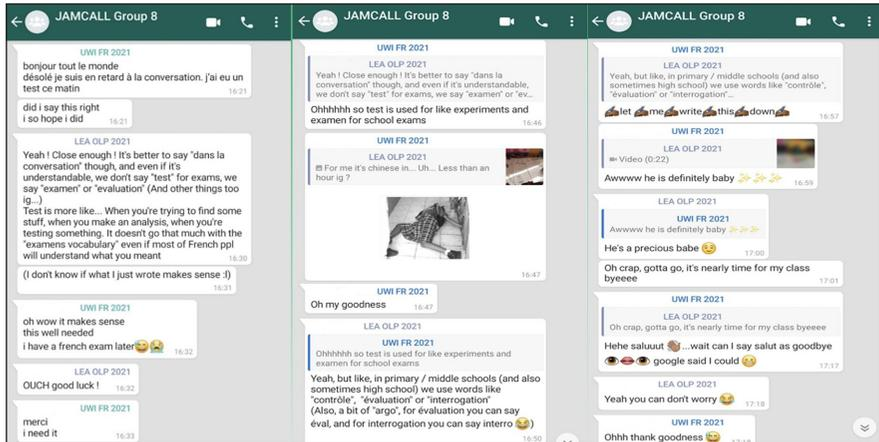 JAMCALL Group 8
UWI FR 2021
bonjour tout le monde
désolé je suis en retard à la conversation. j'ai eu un
test ce matin
16:21
did i say this right
i so hope i did
16:21
LEA OLP 2021
Yeah ! Close enough ! It's better to say "dans la
conversation" though, and even if it's
understandable, we don't say "test" for exams, we
say "examen" or "evaluation" (And other things too
ig...)
Test is more like... When you're trying to find some
stuff, when you make an analysis, when you're
testing something. It doesn't go that much with the
"examens vocabulary" even if most of French ppl
will understand what you meant
16:30
(I don't know if what I just wrote makes sense :l)
16:31
UWI FR 2021
oh wow it makes sense
this well needed
i have a french exam later😅😭
16:32
LEA OLP 2021
OUCH good luck !
16:32
UWI FR 2021
merci
i need it
16:33
JAMCALL Group 8
UWI FR 2021
LEA OLP 2021
Yeah ! Close enough ! It's better to say "dans la
conversation" though, and even if it's understandable,
we don't say "test" for exams, we say "examen" or "ev...
Ohhhhhh so test is used for like experiments and
examen for school exams
16:46
UWI FR 2021
LEA OLP 2021
For me it's chinese in... Uh... Less than an
hour ig ?
16:47
UWI FR 2021
Oh my goodness
16:47
LEA OLP 2021
UWI FR 2021
Ohhhhhh so test is used for like experiments and
examen for school exams
Yeah, but like, in primary / middle schools (and also
sometimes high school) we use words like
"contrôle", "évaluation" or "interrogation"
(Also, a bit of "argo", for évaluation you can say
éval, and for interrogation you can say interro 😂)
16:50
JAMCALL Group 8
UWI FR 2021
LEA OLP 2021
Yeah, but like, in primary / middle schools (and also
sometimes high school) we use words like "contrôle",
"évaluation" or "interrogation"...
✍🏾let ✍🏾me✍🏾write✍🏾this✍🏾down✍🏾
16:57
UWI FR 2021
LEA OLP 2021
Video (0:22)
Awwww he is definitely baby ✨✨✨
16:59
LEA OLP 2021
UWI FR 2021
Awwww he is definitely baby ✨✨✨
He's a precious babe 😌
17:00
Oh crap, gotta go, it's nearly time for my class
byeeee
17:01
UWI FR 2021
LEA OLP 2021
Oh crap, gotta go, it's nearly time for my class byeeee
Hehe saluuut 👋🏽...wait can I say salut as goodbye
👁👄👁 google said I could 😬
17:17
LEA OLP 2021
Yeah you can don't worry 😂
17:18
UWI FR 2021
Ohhh thank goodness 😅
17:18